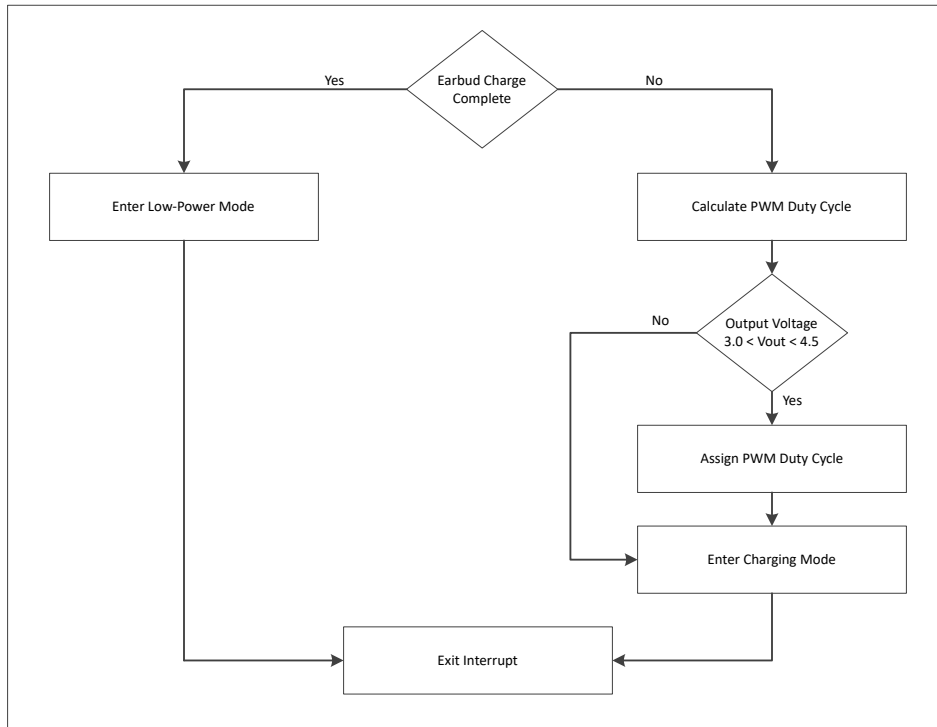 Earbud Charge
Complete
Yes
No
Enter Low-Power Mode
Calculate PWM Duty Cycle
Output Voltage
3.0 < Vout < 4.5
No
Yes
Assign PWM Duty Cycle
Enter Charging Mode
Exit Interrupt